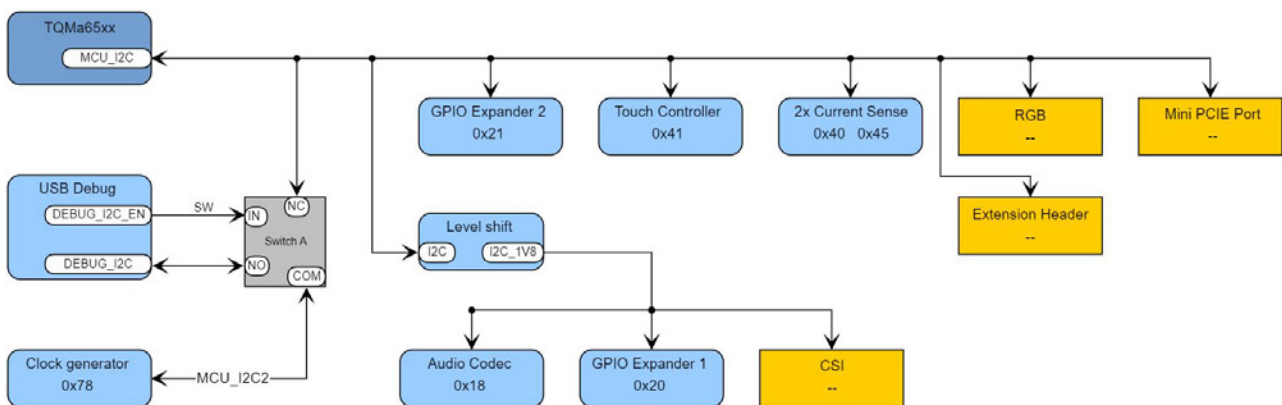 TQMa65xx
MCU_I2C
GPIO Expander 2
0x21
Touch Controller
0x41
2x Current Sense
0x40 0x45
RGB
--
Mini PCIE Port
--
USB Debug
DEBUG_I2C_EN
SW
IN
NC
Switch A
DEBUG_I2C
NO
COM
Level shift
I2C
I2C_1V8
Extension Header
--
Clock generator
0x78
MCU_I2C2
Audio Codec
0x18
GPIO Expander 1
0x20
CSI
--